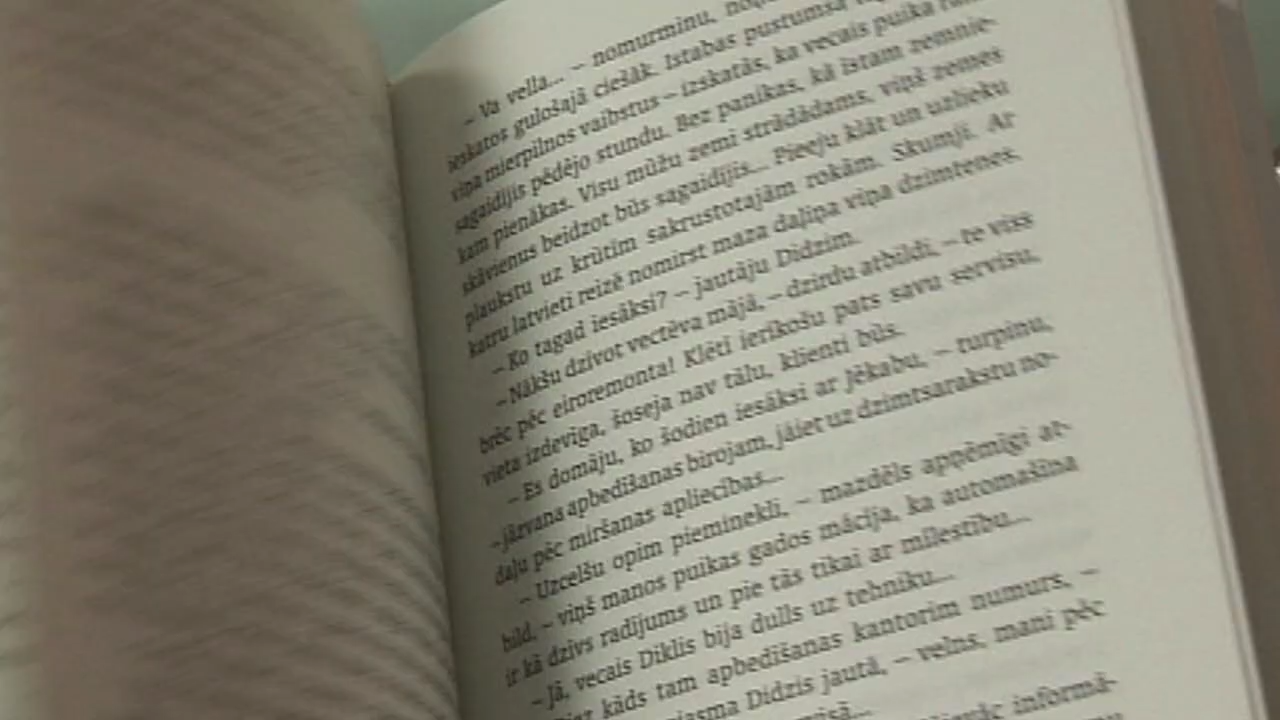 – Va vella... – nomurminu,
ieskatos gulošajā ciešāk. Istabas pustumsā
viņa mierpilnos vaibstus – izskatās, ka vecais puika
sagaidījis pēdējo stundu. Bez panikas, kā īstam zemnie-
kam pienākas. Visu mūžu zemi strādādams, viņš zemes
skāvienus beidzot būs sagaidījis... Pieeju klāt un uzlieku
plaukstu uz krūtīm sakrustotajām rokām. Skumji. Ar
katru latvieti reizē nomirst maza daļiņa viņa dzimtenes.
– Ko tagad iesāksi? – jautāju Didzim.
– Nākšu dzīvot vectēva mājā, – dzirdu atbildi, – te viss
brēc pēc eiroremonta! Klētī ierīkošu pats savu servisu,
vieta izdevīga, šoseja nav tālu, klienti būs.
– Es domāju, ko šodien iesāksi ar Jēkabu, – turpinu,
– jāzvana apbedīšanas birojam, jāiet uz dzimtsarakstu no-
daļu pēc miršanas apliecības...
– Uzcelšu opim pieminekli, – mazdēls apņēmīgi at-
bild, – viņš manos puikas gados mācīja, ka automašīna
ir kā dzīvs radījums un pie tās tikai ar mīlestību...
– Jā, vecais Diklis bija dulls uz tehniku...
kāds tam apbedīšanas kantorim numurs, –
Didzis jautā, – velns, mani pēc
informā-